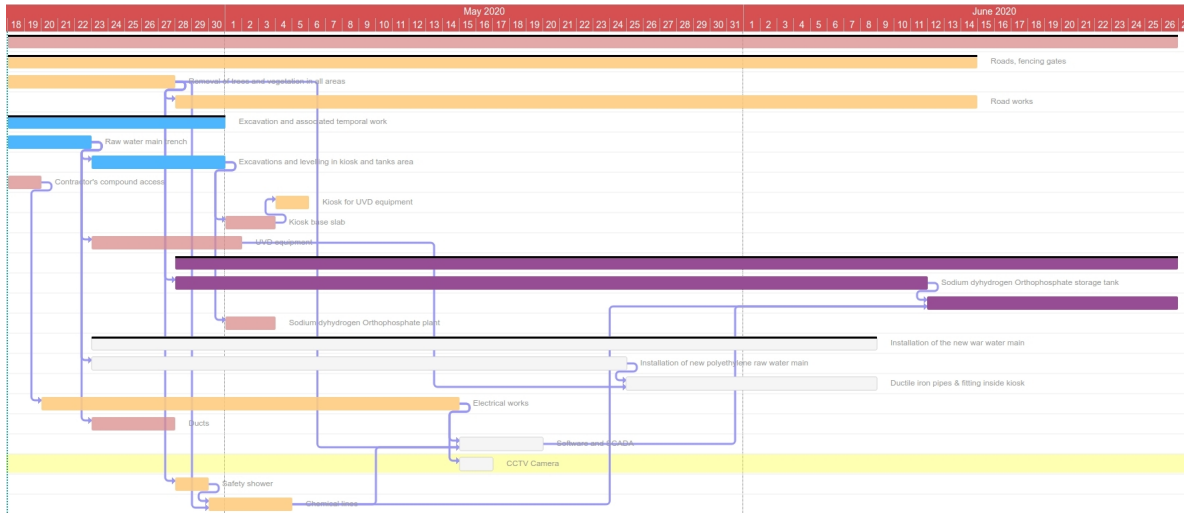 May 2020 June 2020
18 19 20 21 22 23 24 25 26 27 28 29 30 1 2 3 4 5 6 7 8 9 10 11 12 13 14 15 16 17 18 19 20 21 22 23 24 25 26 27 28 29 30 31 1 2 3 4 5 6 7 8 9 10 11 12 13 14 15 16 17 18 19 20 21 22 23 24 25 26
Roads, fencing gates
Removal of trees and vegetation in all areas
Road works
Excavation and associated temporal work
Raw water main trench
Excavations and levelling in kiosk and tanks area
Contractor's compound access
Kiosk for UVD equipment
Kiosk base slab
UVD equipment
Sodium dyhydrogen Orthophosphate storage tank
Sodium dyhydrogen Orthophosphate plant
Installation of the new war water main
Installation of new polyethylene raw water main
Ductile iron pipes & fitting inside kiosk
Electrical works
Ducts
Software and SCADA
CCTV Camera
Safety shower
Chemical lines